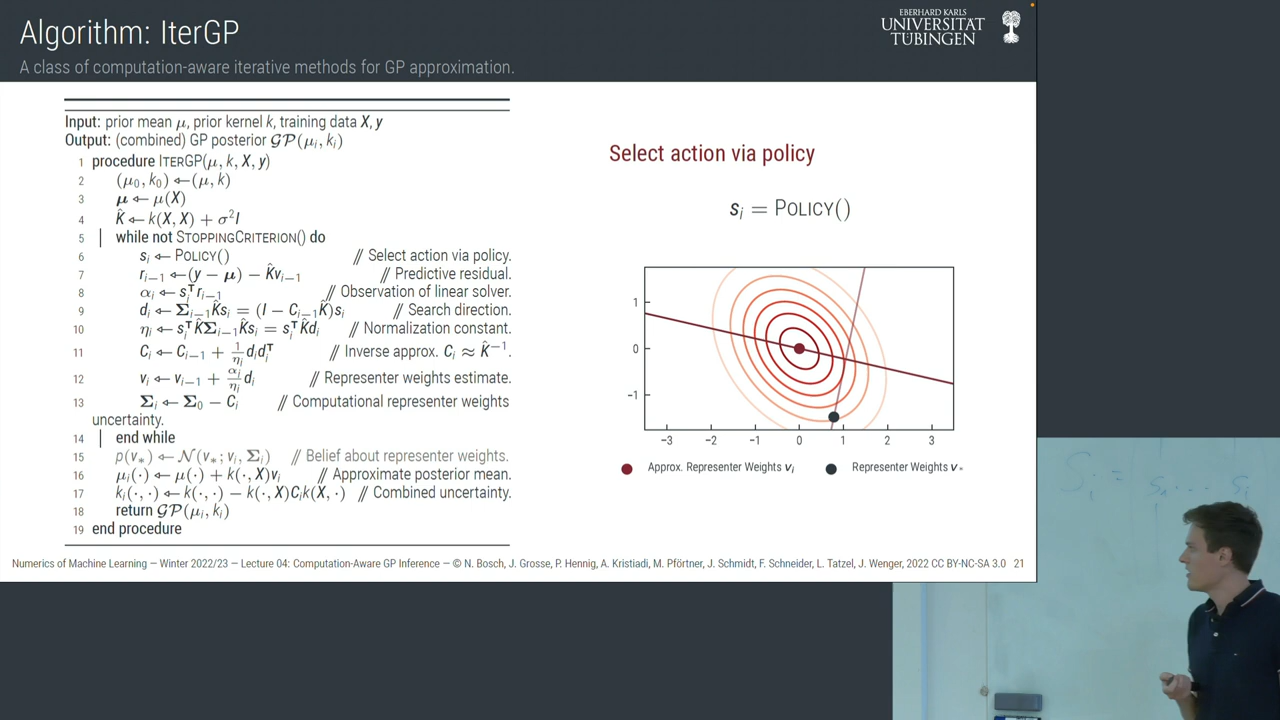 Algorithm: IterGP
A class of computation-aware iterative methods for GP approximation.
EBERHARD KARLS
UNIVERSITÄT
TÜBINGEN
Input: prior mean μ, prior kernel k, training data X, y
Output: (combined) GP posterior 𝒢𝒫(μᵢ, kᵢ)
1 procedure ITERGP(μ, k, X, y)
2 (μ₀, k₀) ← (μ, k)
3 μ ← μ(X)
4 K̂ ← k(X, X) + σ²I
5 while not STOPPINGCRITERION() do
6 sᵢ ← POLICY() // Select action via policy.
7 rᵢ₋₁ ← (y − μ) − K̂vᵢ₋₁ // Predictive residual.
8 αᵢ ← sᵢᵀrᵢ₋₁ // Observation of linear solver.
9 dᵢ ← Σᵢ₋₁K̂sᵢ = (I − Cᵢ₋₁K̂)sᵢ // Search direction.
10 ηᵢ ← sᵢᵀK̂Σᵢ₋₁K̂sᵢ = sᵢᵀK̂dᵢ // Normalization constant.
11 Cᵢ ← Cᵢ₋₁ + 1/ηᵢ dᵢdᵢᵀ // Inverse approx. Cᵢ ≈ K̂⁻¹.
12 vᵢ ← vᵢ₋₁ + αᵢ/ηᵢ dᵢ // Representer weights estimate.
13 Σᵢ ← Σ₀ − Cᵢ // Computational representer weights
uncertainty.
14 end while
15 p(v₊) ← 𝒩(v₊; vᵢ, Σᵢ) // Belief about representer weights.
16 μᵢ(·) ← μ(·) + k(·, X)vᵢ // Approximate posterior mean.
17 kᵢ(·, ·) ← k(·, ·) − k(·, X)Cᵢk(X, ·) // Combined uncertainty.
18 return 𝒢𝒫(μᵢ, kᵢ)
19 end procedure
Select action via policy
sᵢ = POLICY()
1
0
−1
−3 −2 −1 0 1 2 3
Approx. Representer Weights vᵢ Representer Weights v*
Numerics of Machine Learning — Winter 2022/23 — Lecture 04: Computation-Aware GP Inference — © N. Bosch, J. Grosse, P. Hennig, A. Kristiadi, M. Pförtner, J. Schmidt, F. Schneider, L. Tatzel, J. Wenger, 2022 CC BY-NC-SA 3.0 21